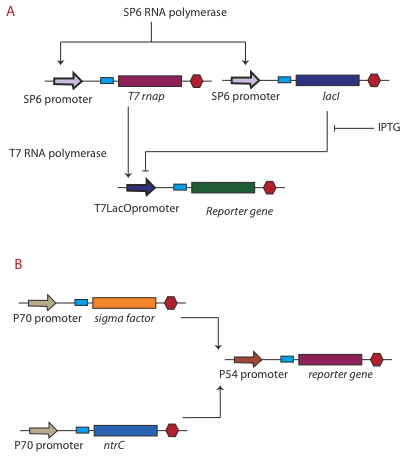 A
SP6 RNA polymerase
SP6 promoter
T7 rnap
SP6 promoter
lacI
IPTG
T7 RNA polymerase
T7LacOpromoter
Reporter gene
B
P70 promoter
sigma factor
P54 promoter
reporter gene
P70 promoter
ntrC